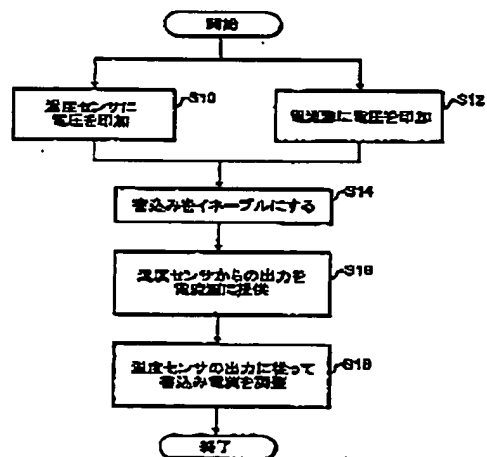 開始
温度センサに
電圧を印加
S10
電流源に電圧を印加
S12
書込みをイネーブルにする
S14
温度センサからの出力を
電流源に提供
S16
温度センサの出力に従って
書込み電流を調整
S18
終了